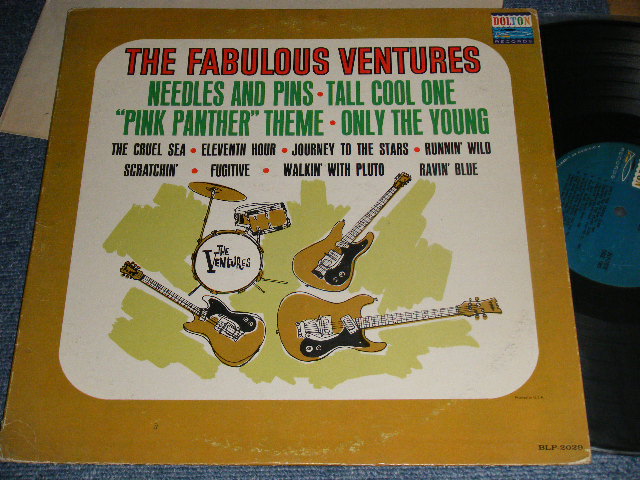 DOLTON
RECORDS
THE FABULOUS VENTURES
NEEDLES AND PINS • TALL COOL ONE
"PINK PANTHER" THEME • ONLY THE YOUNG
THE CRUEL SEA • ELEVENTH HOUR • JOURNEY TO THE STARS • RUNNIN' WILD
SCRATCHIN' • FUGITIVE • WALKIN' WITH PLUTO • RAVIN' BLUE
THE
VENTURES
Printed in U.S.A.
BLP-2029